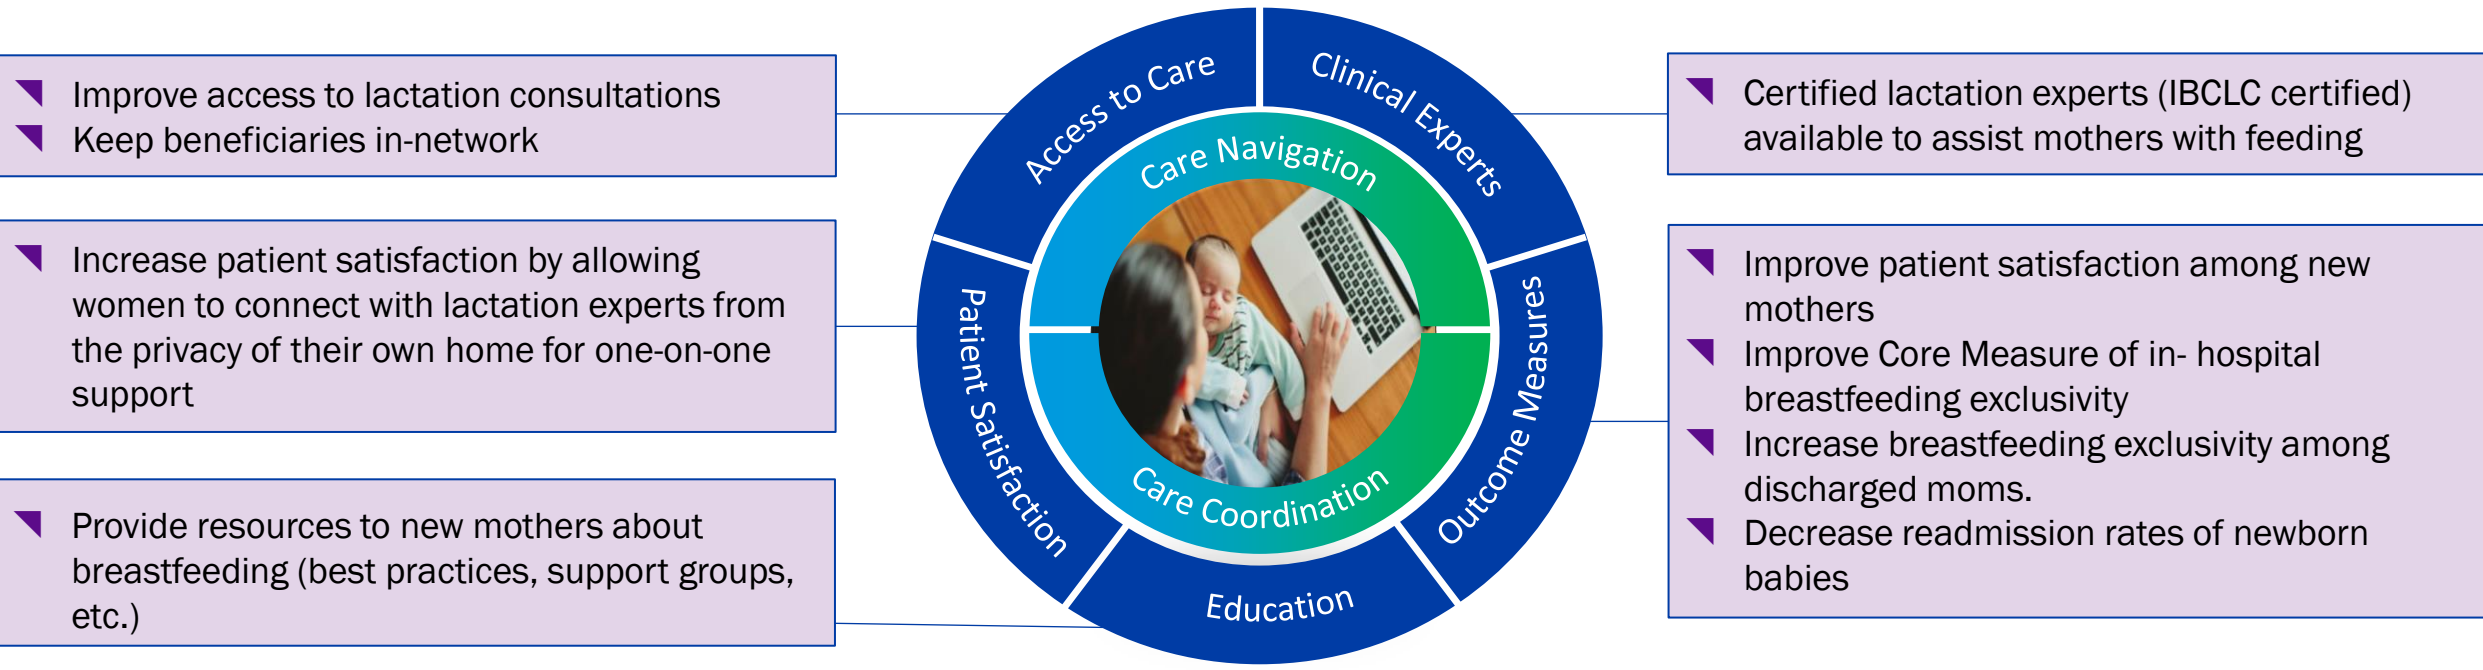 Improve access to lactation consultations
Keep beneficiaries in-network
Increase patient satisfaction by allowing
women to connect with lactation experts from
the privacy of their own home for one-on-one
support
Provide resources to new mothers about
breastfeeding (best practices, support groups,
etc.)
Access to Care
Clinical Experts
Care Navigation
Patient Satisfaction
Outcome Measures
Care Coordination
Education
Certified lactation experts (IBCLC certified)
available to assist mothers with feeding
Improve patient satisfaction among new
mothers
Improve Core Measure of in- hospital
breastfeeding exclusivity
Increase breastfeeding exclusivity among
discharged moms.
Decrease readmission rates of newborn
babies